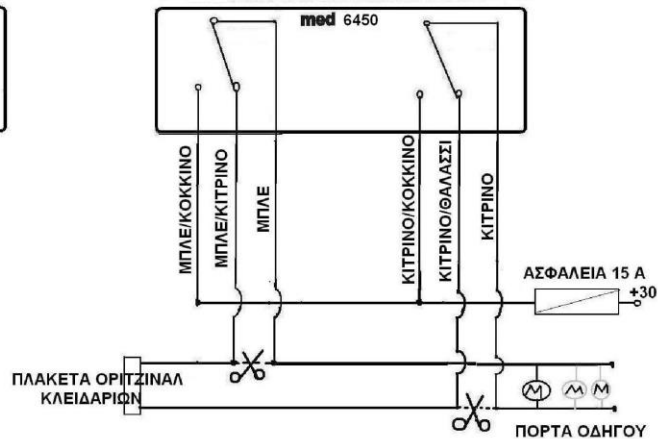 med 6450
ΜΠΛΕ/ΚΟΚΚΙΝΟ
ΜΠΛΕ/ΚΙΤΡΙΝΟ
ΜΠΛΕ
ΚΙΤΡΙΝΟ/ΚΟΚΚΙΝΟ
ΚΙΤΡΙΝΟ/ΘΑΛΑΣΣΙ
ΚΙΤΡΙΝΟ
ΑΣΦΑΛΕΙΑ 15 Α
+30
ΠΛΑΚΕΤΑ ΟΡΙΤΖΙΝΑΛ
ΚΛΕΙΔΑΡΙΩΝ
M M M
ΠΟΡΤΑ ΟΔΗΓΟΥ